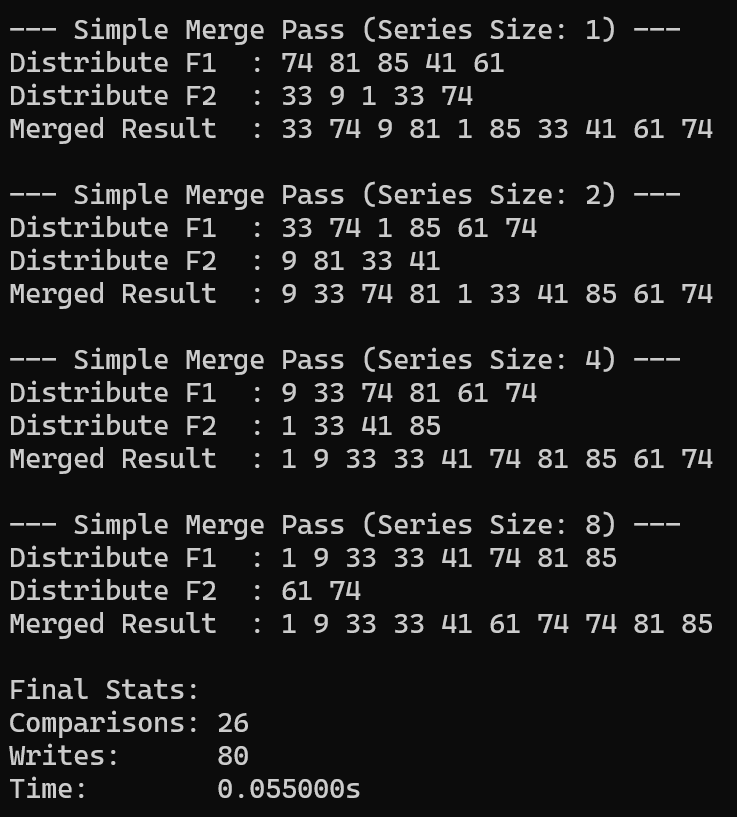 --- Simple Merge Pass (Series Size: 1) ---
Distribute F1  : 74 81 85 41 61
Distribute F2  : 33 9 1 33 74
Merged Result  : 33 74 9 81 1 85 33 41 61 74

--- Simple Merge Pass (Series Size: 2) ---
Distribute F1  : 33 74 1 85 61 74
Distribute F2  : 9 81 33 41
Merged Result  : 9 33 74 81 1 33 41 85 61 74

--- Simple Merge Pass (Series Size: 4) ---
Distribute F1  : 9 33 74 81 61 74
Distribute F2  : 1 33 41 85
Merged Result  : 1 9 33 33 41 74 81 85 61 74

--- Simple Merge Pass (Series Size: 8) ---
Distribute F1  : 1 9 33 33 41 74 81 85
Distribute F2  : 61 74
Merged Result  : 1 9 33 33 41 61 74 74 81 85

Final Stats:
Comparisons: 26
Writes:      80
Time:        0.055000s